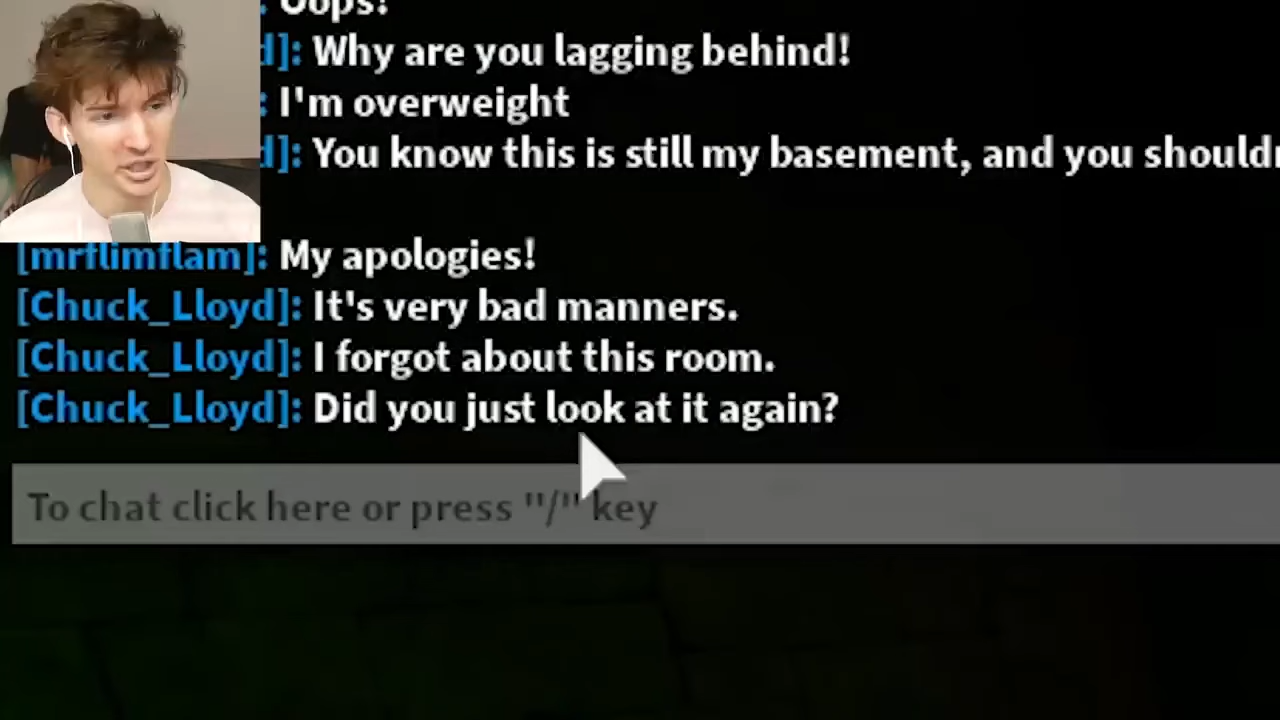 : Oops!
d]: Why are you lagging behind!
: I'm overweight
d]: You know this is still my basement, and you should
[mrflimflam]: My apologies!
[Chuck_Lloyd]: It's very bad manners.
[Chuck_Lloyd]: I forgot about this room.
[Chuck_Lloyd]: Did you just look at it again?
To chat click here or press "/" key